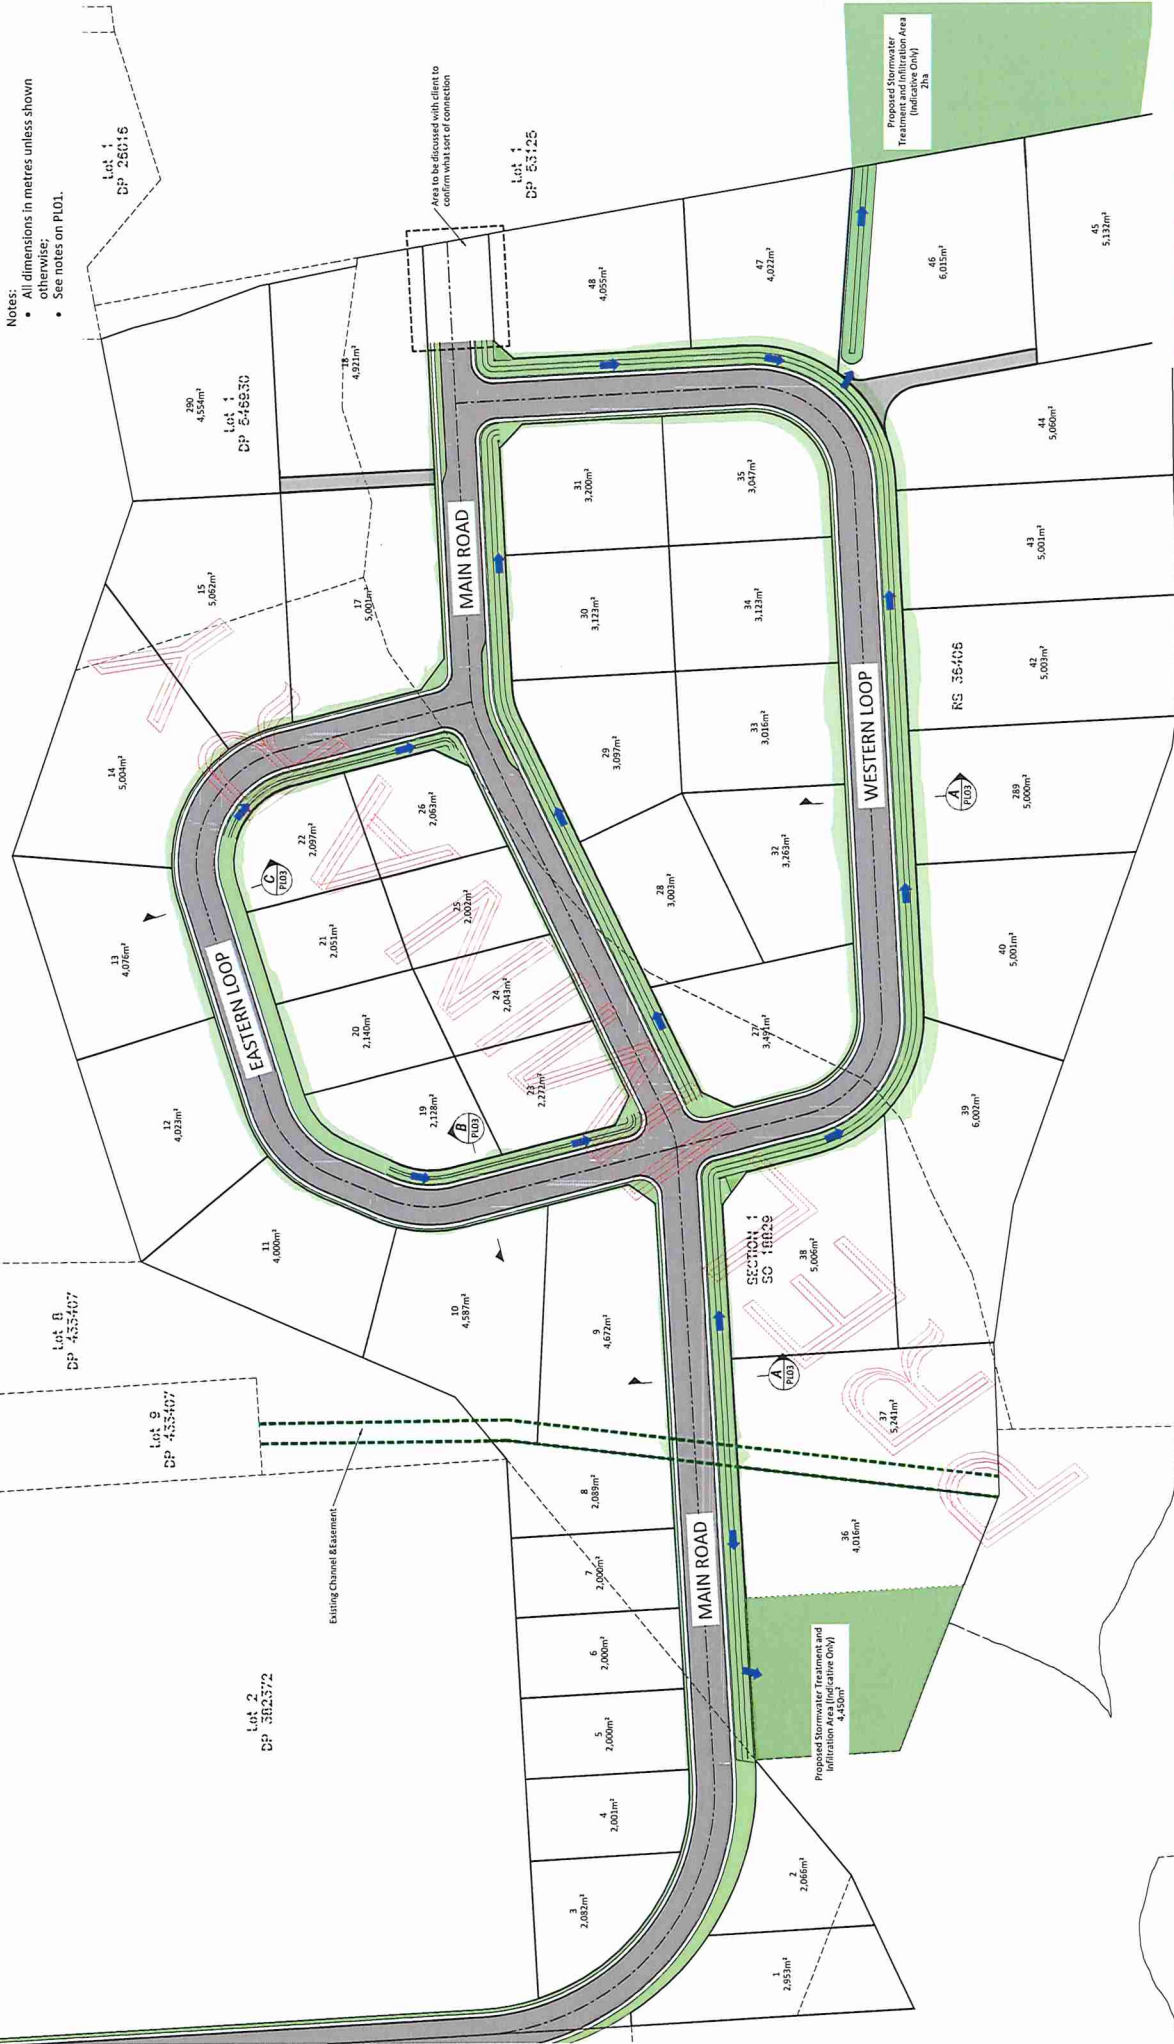 Notes:
• All dimensions in metres unless shown
otherwise;
• See notes on PL01.
Lot 1
DP 26016
Area to be discussed with client to
confirm what sort of connection
Lot 1
DP 53125
Proposed Stormwater
Treatment and Infiltration Area
(Indicative Only)
2ha
290
4,554m²
Lot 1
DP 546930
18
4,921m²
48
4,055m²
47
4,022m²
46
6,015m²
45
5,132m²
15
5,062m²
17
5,001m²
MAIN ROAD
31
3,200m²
35
3,047m²
44
5,060m²
30
3,123m²
34
3,123m²
43
5,001m²
14
5,004m²
29
3,097m²
33
3,016m²
WESTERN LOOP
RS 36406
42
5,003m²
22
2,097m²
26
2,063m²
C
PL03
28
3,003m²
32
3,263m²
A
PL03
289
5,000m²
13
4,076m²
EASTERN LOOP
21
2,051m²
25
2,002m²
40
5,001m²
20
2,140m²
24
2,043m²
27
3,491m²
12
4,023m²
19
2,128m²
B
PL03
23
2,272m²
39
6,002m²
11
4,000m²
10
4,587m²
SECTION 1
SO 18829
38
5,006m²
Lot 8
DP 433407
9
4,672m²
A
PL03
37
5,241m²
Lot 9
DP 433407
Existing Channel & Easement
8
2,089m²
7
2,000m²
MAIN ROAD
36
4,016m²
Lot 2
DP 382372
6
2,000m²
5
2,000m²
4
2,001m²
3
2,082m²
Proposed Stormwater Treatment and
Infiltration Area (Indicative Only)
4,450m²
2
2,066m²
1
2,953m²
PRELIMINARY